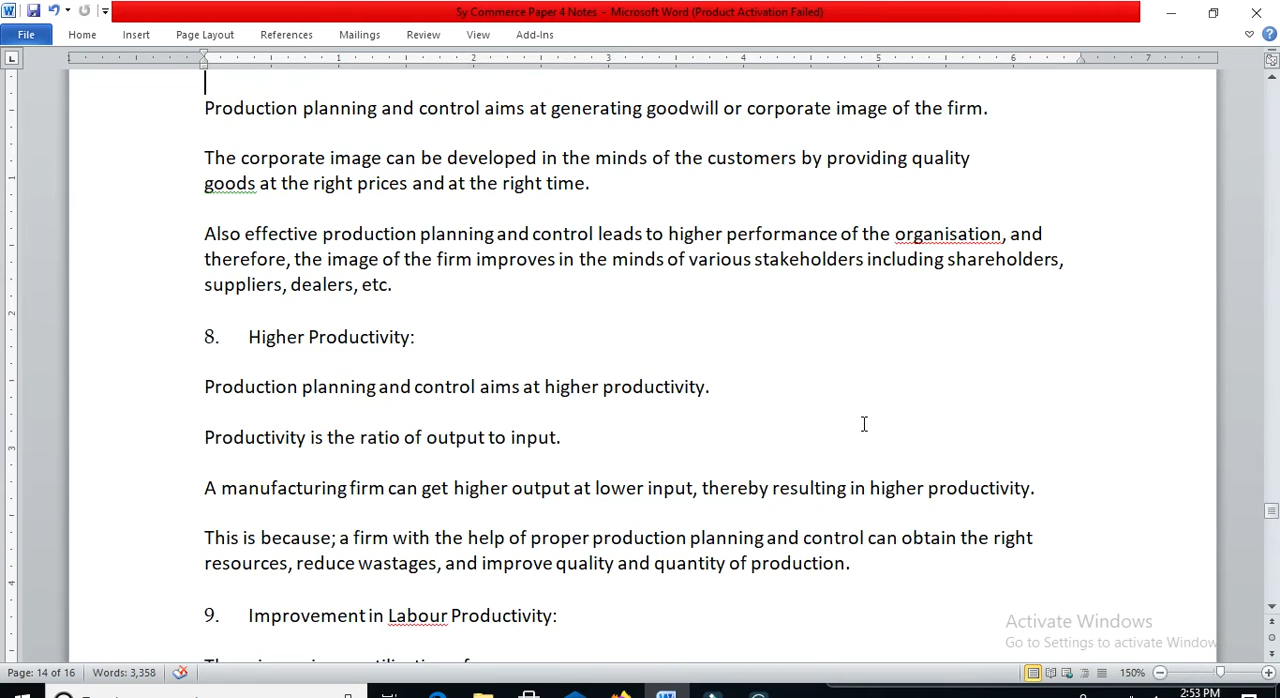 Sy Commerce Paper 4 Notes - Microsoft Word (Product Activation Failed)
File Home Insert Page Layout References Mailings Review View Add-Ins
1 1 2 3 4 5 6 7
Production planning and control aims at generating goodwill or corporate image of the firm.
The corporate image can be developed in the minds of the customers by providing quality
goods at the right prices and at the right time.
Also effective production planning and control leads to higher performance of the organisation, and
therefore, the image of the firm improves in the minds of various stakeholders including shareholders,
suppliers, dealers, etc.
8. Higher Productivity:
Production planning and control aims at higher productivity.
Productivity is the ratio of output to input.
A manufacturing firm can get higher output at lower input, thereby resulting in higher productivity.
This is because; a firm with the help of proper production planning and control can obtain the right
resources, reduce wastages, and improve quality and quantity of production.
9. Improvement in Labour Productivity:
Activate Windows
Go to Settings to activate Window
Page: 14 of 16 Words: 3,358 150%
2:53 PM